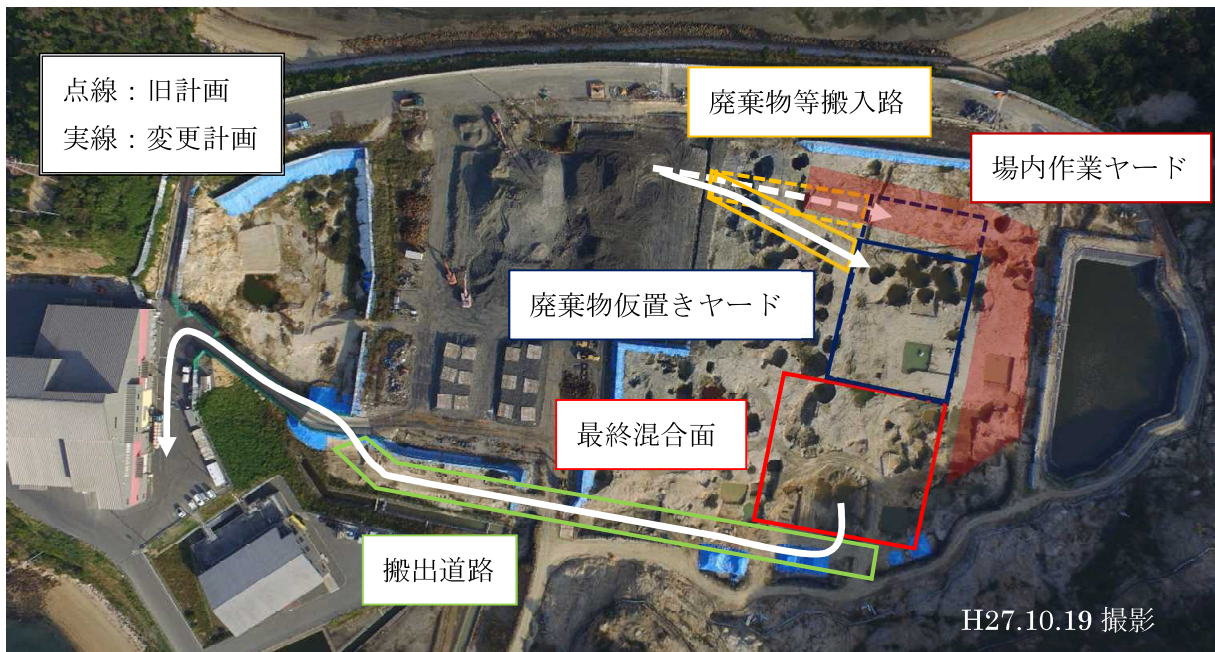 点線：旧計画
実線：変更計画
廃棄物等搬入路
場内作業ヤード
廃棄物仮置きヤード
最終混合面
搬出道路
H27.10.19 撮影